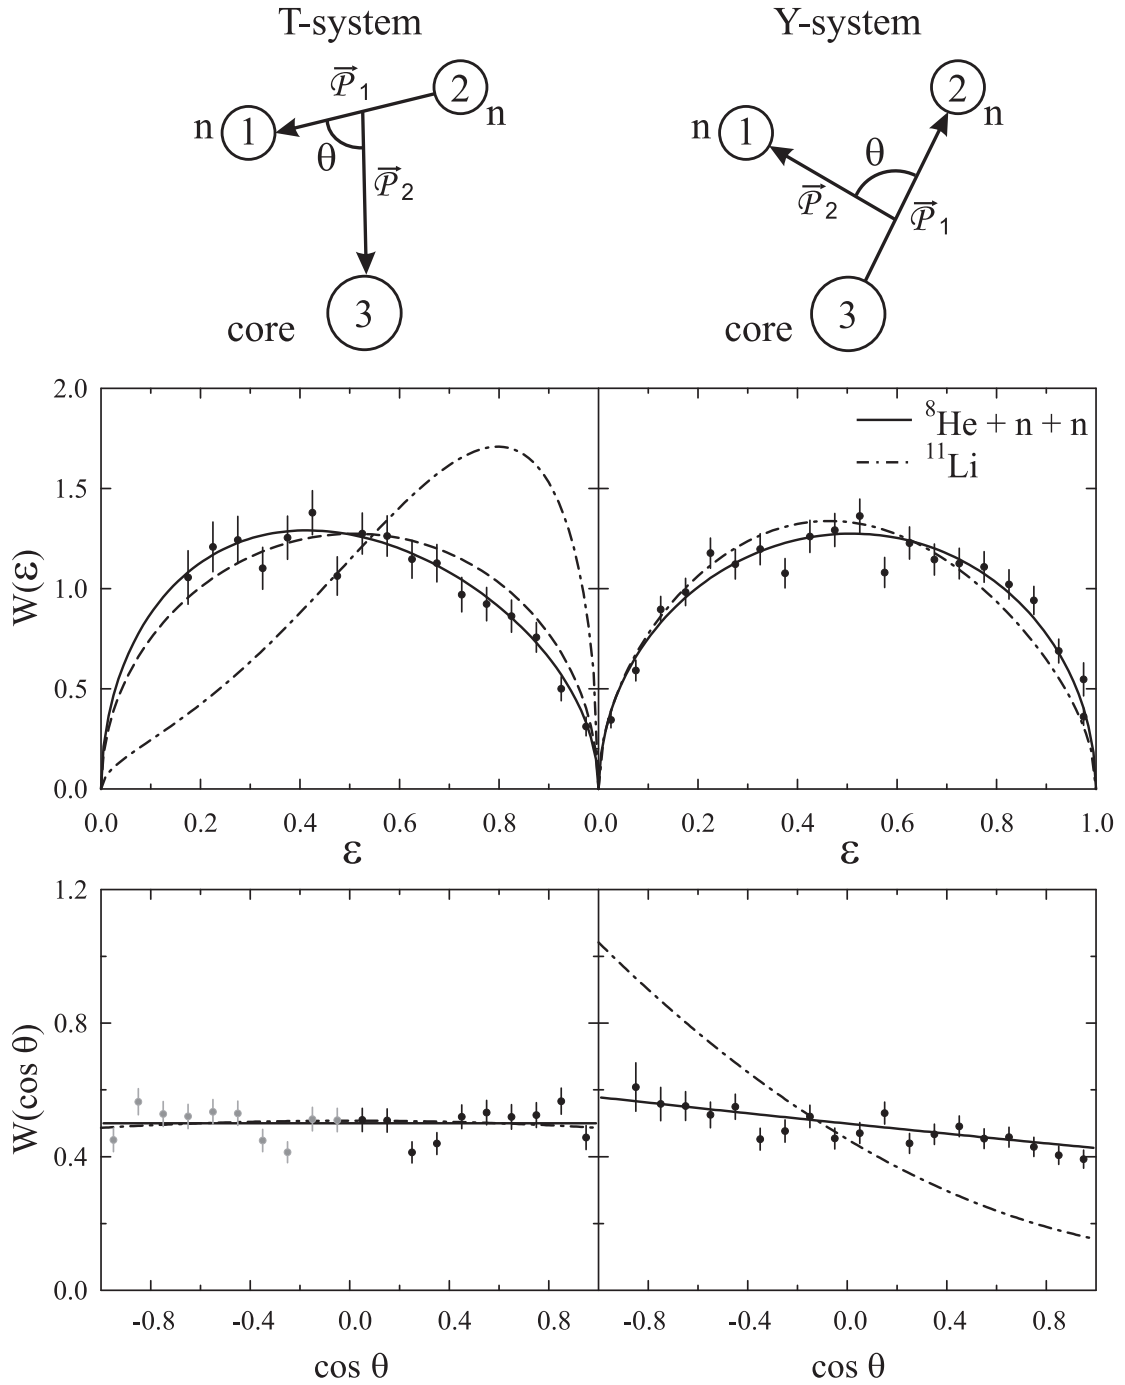 T-system
Y-system
n 1 𝒫⃗1 2 n
θ 𝒫⃗2
core 3
n 1 2 n
θ 𝒫⃗2 𝒫⃗1
core 3
2.0
1.5
1.0
0.5
0.0
W(ε)
⁸He + n + n
¹¹Li
0.0 0.2 0.4 0.6 0.8 0.0 0.2 0.4 0.6 0.8 1.0
ε ε
1.2
0.8
0.4
0.0
W(cos θ)
-0.8 -0.4 0.0 0.4 0.8 -0.8 -0.4 0.0 0.4 0.8
cos θ cos θ